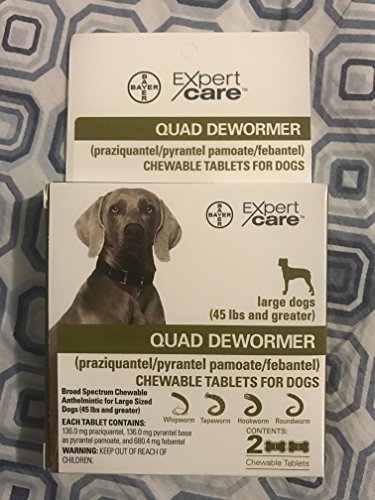 BAYER
BAYER
Expert
Care™
QUAD DEWORMER
(praziquantel/pyrantel pamoate/febantel)
CHEWABLE TABLETS FOR DOGS
BAYER
BAYER
Expert
Care™
large dogs
(45 lbs and greater)
QUAD DEWORMER
(praziquantel/pyrantel pamoate/febantel)
CHEWABLE TABLETS FOR DOGS
Broad Spectrum Chewable
Anthelmintic for Large Sized
Dogs (45 lbs and greater)
Whipworm Tapeworm Hookworm Roundworm
EACH TABLET CONTAINS:
136.0 mg praziquantel, 136.0 mg pyrantel base
as pyrantel pamoate, and 680.4 mg febantel
WARNING: KEEP OUT OF REACH OF
CHILDREN.
CONTENTS:
2
Chewable Tablets